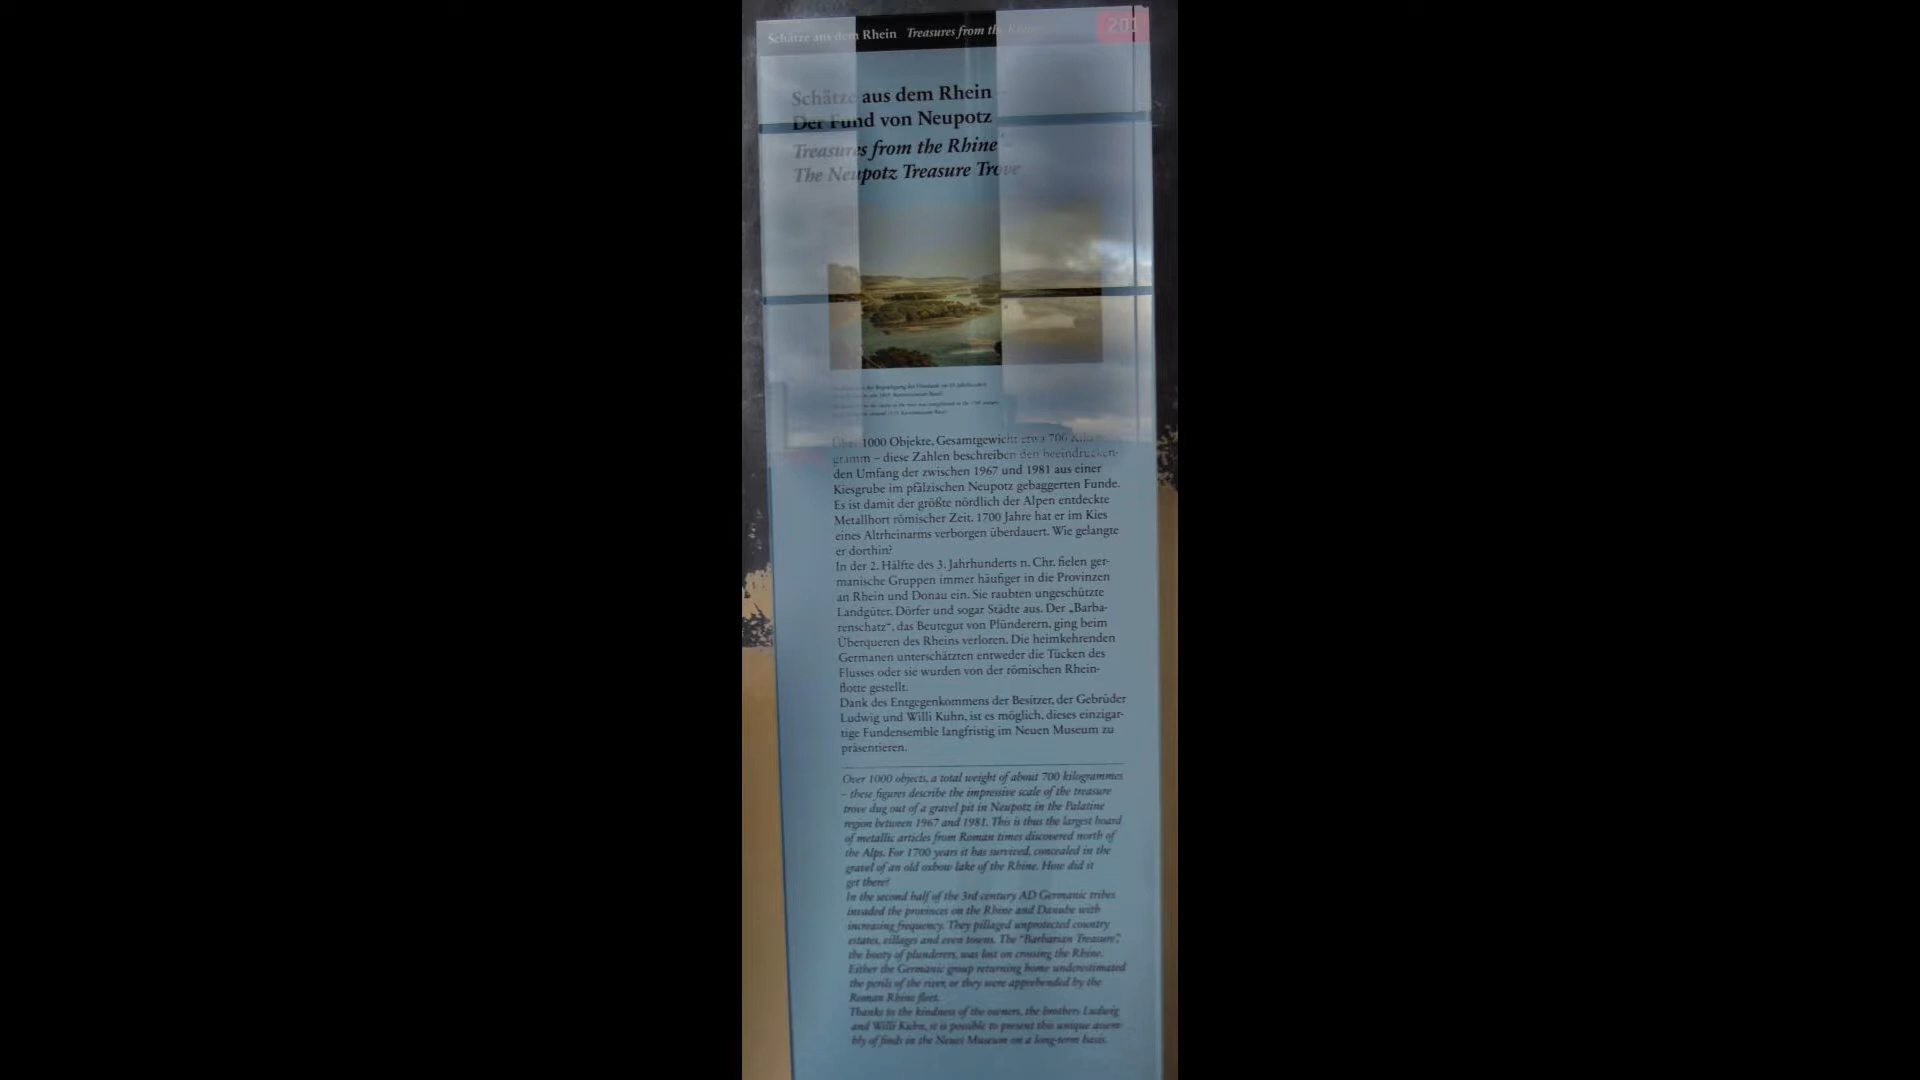 Schätze aus dem Rhein Treasures from the Rhine
201
Schätze aus dem Rhein –
Der Fund von Neupotz
Treasures from the Rhine –
The Neupotz Treasure Trove
Über 1000 Objekte, Gesamtgewicht etwa 700 Kilo-
gramm – diese Zahlen beschreiben den beeindrucken-
den Umfang der zwischen 1967 und 1981 aus einer
Kiesgrube im pfälzischen Neupotz gebaggerten Funde.
Es ist damit der größte nördlich der Alpen entdeckte
Metallhort römischer Zeit. 1700 Jahre hat er im Kies
eines Altrheinarms verborgen überdauert. Wie gelangte
er dorthin?
In der 2. Hälfte des 3. Jahrhunderts n. Chr. fielen ger-
manische Gruppen immer häufiger in die Provinzen
an Rhein und Donau ein. Sie raubten ungeschützte
Landgüter, Dörfer und sogar Städte aus. Der „Barba-
renschatz“, das Beutegut von Plünderern, ging beim
Überqueren des Rheins verloren. Die heimkehrenden
Germanen unterschätzten entweder die Tücken des
Flusses oder sie wurden von der römischen Rhein-
flotte gestellt.
Dank des Entgegenkommens der Besitzer, der Gebrüder
Ludwig und Willi Kuhn, ist es möglich, dieses einzigar-
tige Fundensemble langfristig im Neuen Museum zu
präsentieren.
Over 1000 objects, a total weight of about 700 kilogrammes
– these figures describe the impressive scale of the treasure
trove dug out of a gravel pit in Neupotz in the Palatine
region between 1967 and 1981. This is thus the largest hoard
of metallic articles from Roman times discovered north of
the Alps. For 1700 years it has survived, concealed in the
gravel of an old oxbow lake of the Rhine. How did it
get there?
In the second half of the 3rd century AD Germanic tribes
invaded the provinces on the Rhine and Danube with
increasing frequency. They pillaged unprotected country
estates, villages and even towns. The “Barbarian Treasure”,
the booty of plunderers, was lost on crossing the Rhine.
Either the Germanic group returning home underestimated
the perils of the river, or they were apprehended by the
Roman Rhine fleet.
Thanks to the kindness of the owners, the brothers Ludwig
and Willi Kuhn, it is possible to present this unique assem-
bly of finds in the Neues Museum on a long-term basis.